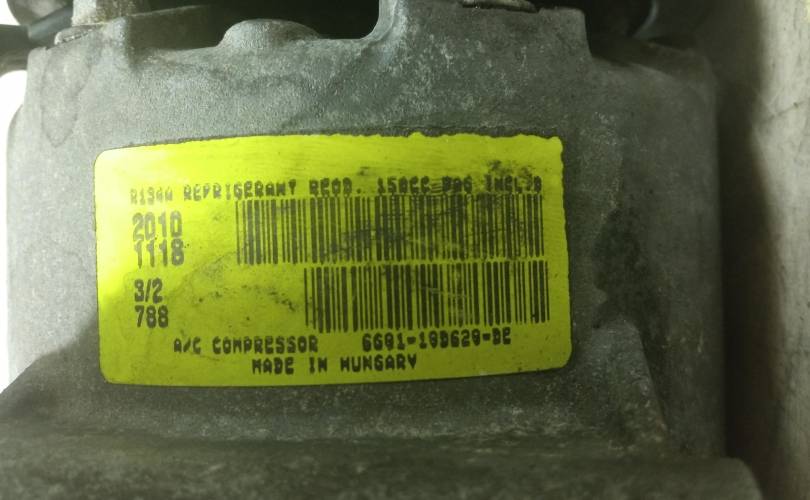 R134A REFRIGERANT REQD. 150CC PAG INCL'D
2010
1118
3/2
788
A/C COMPRESSOR 6G91-19D629-DE
MADE IN HUNGARY